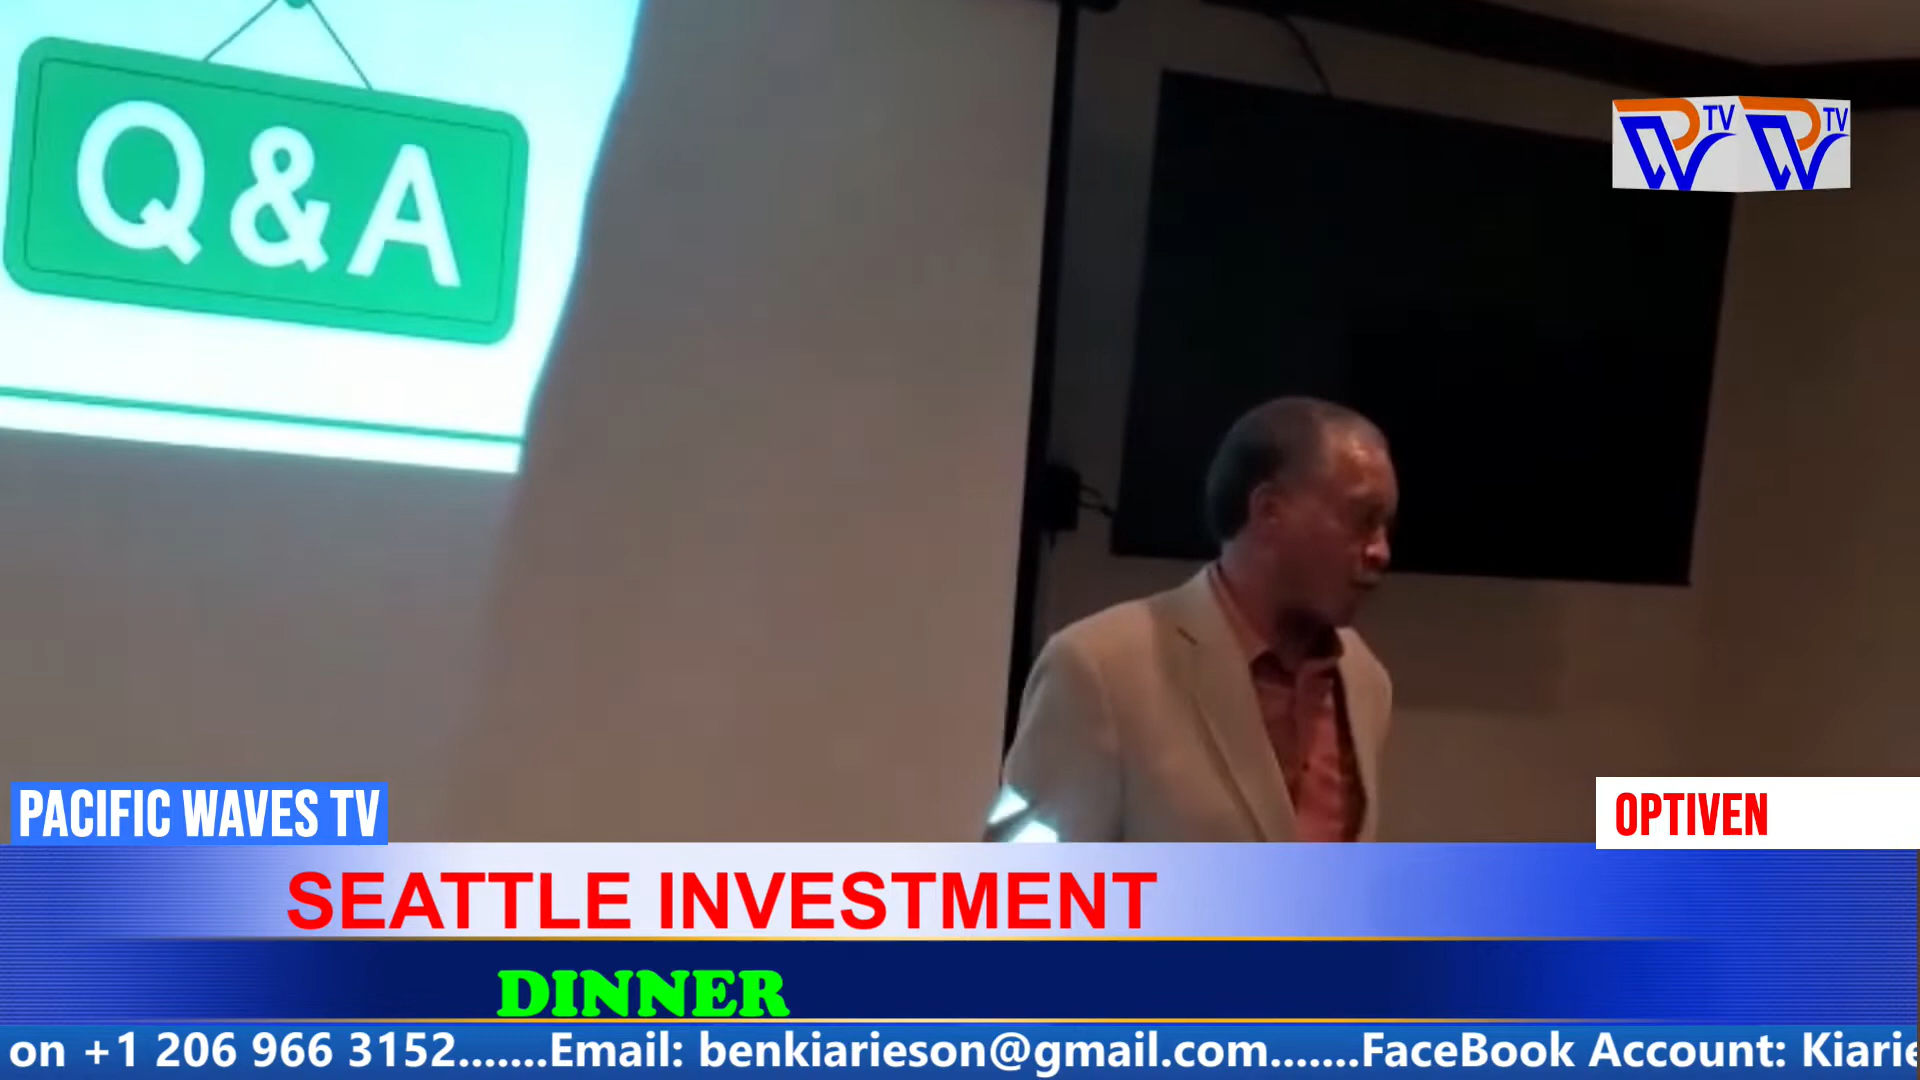 Q&A
TV TV
PACIFIC WAVES TV
OPTIVEN
SEATTLE INVESTMENT
DINNER
on +1 206 966 3152.......Email: benkiarieson@gmail.com.......FaceBook Account: Kiarie